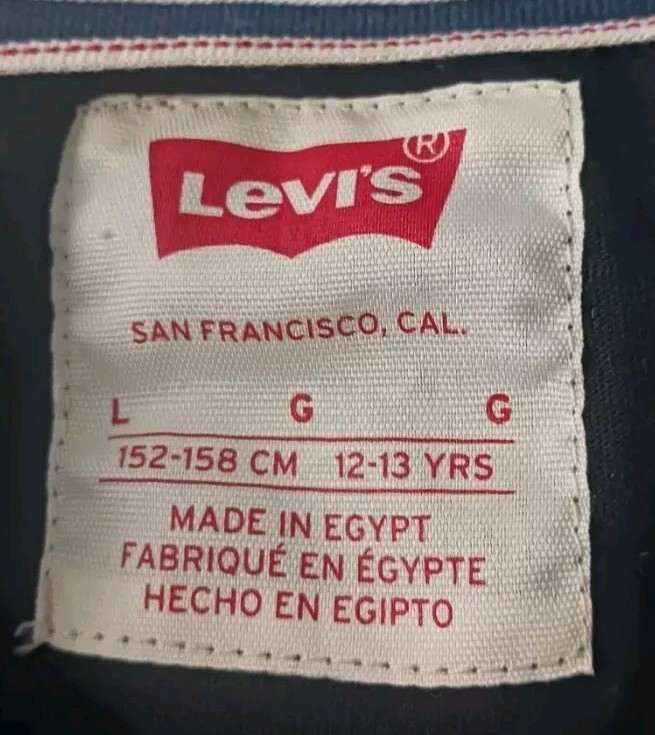 Levi's®
SAN FRANCISCO, CAL.
L G G
152-158 CM 12-13 YRS
MADE IN EGYPT
FABRIQUÉ EN ÉGYPTE
HECHO EN EGIPTO